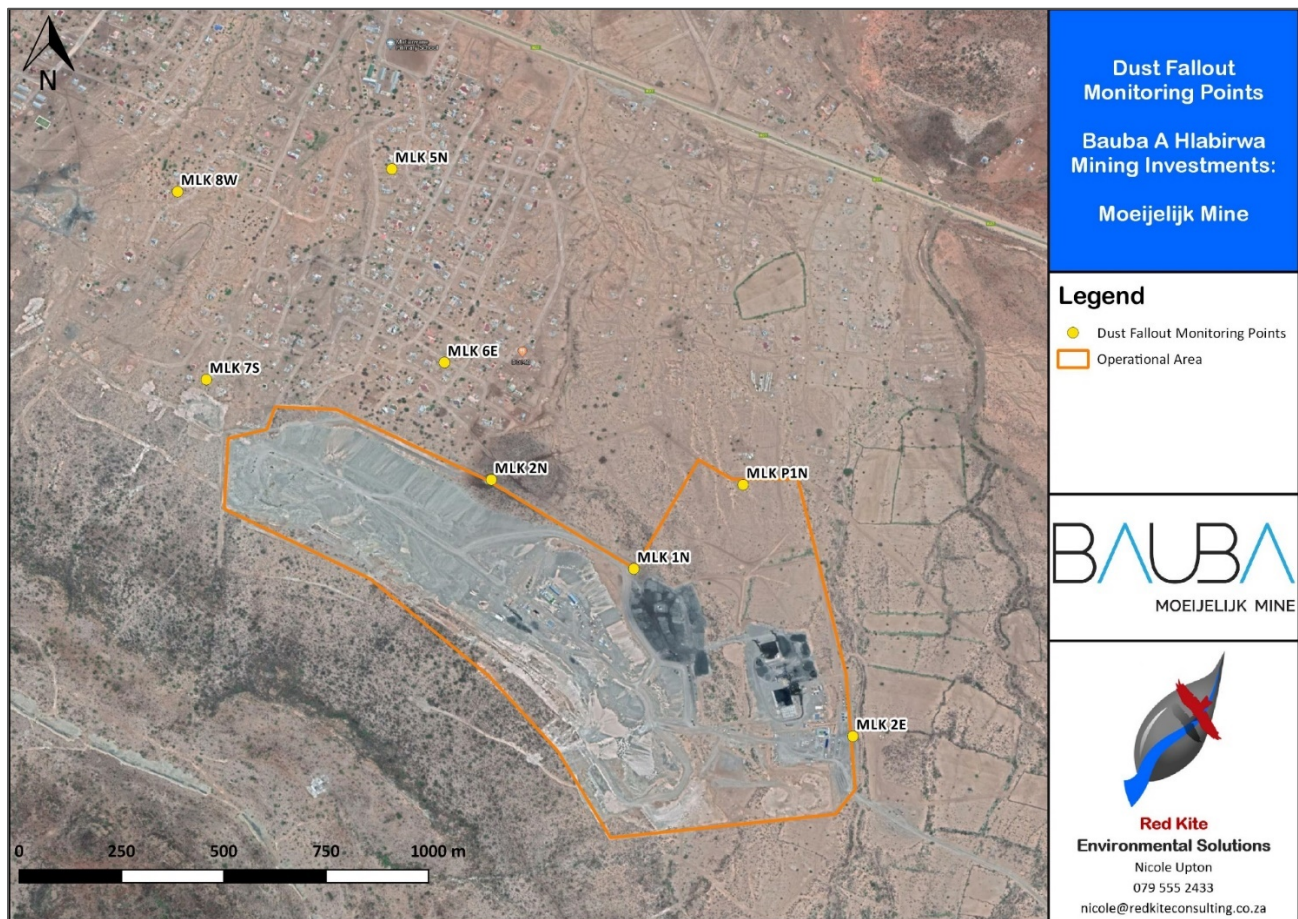 N
MLK 5N
MLK 8W
MLK 6E
MLK 7S
MLK 2N
MLK P1N
MLK 1N
MLK 2E
0 250 500 750 1000 m
Dust Fallout
Monitoring Points
Bauba A Hlabirwa
Mining Investments:
Moeijelijk Mine
Legend
Dust Fallout Monitoring Points
Operational Area
BAUBA
MOEIJELIJK MINE
Red Kite
Environmental Solutions
Nicole Upton
079 555 2433
nicole@redkiteconsulting.co.za